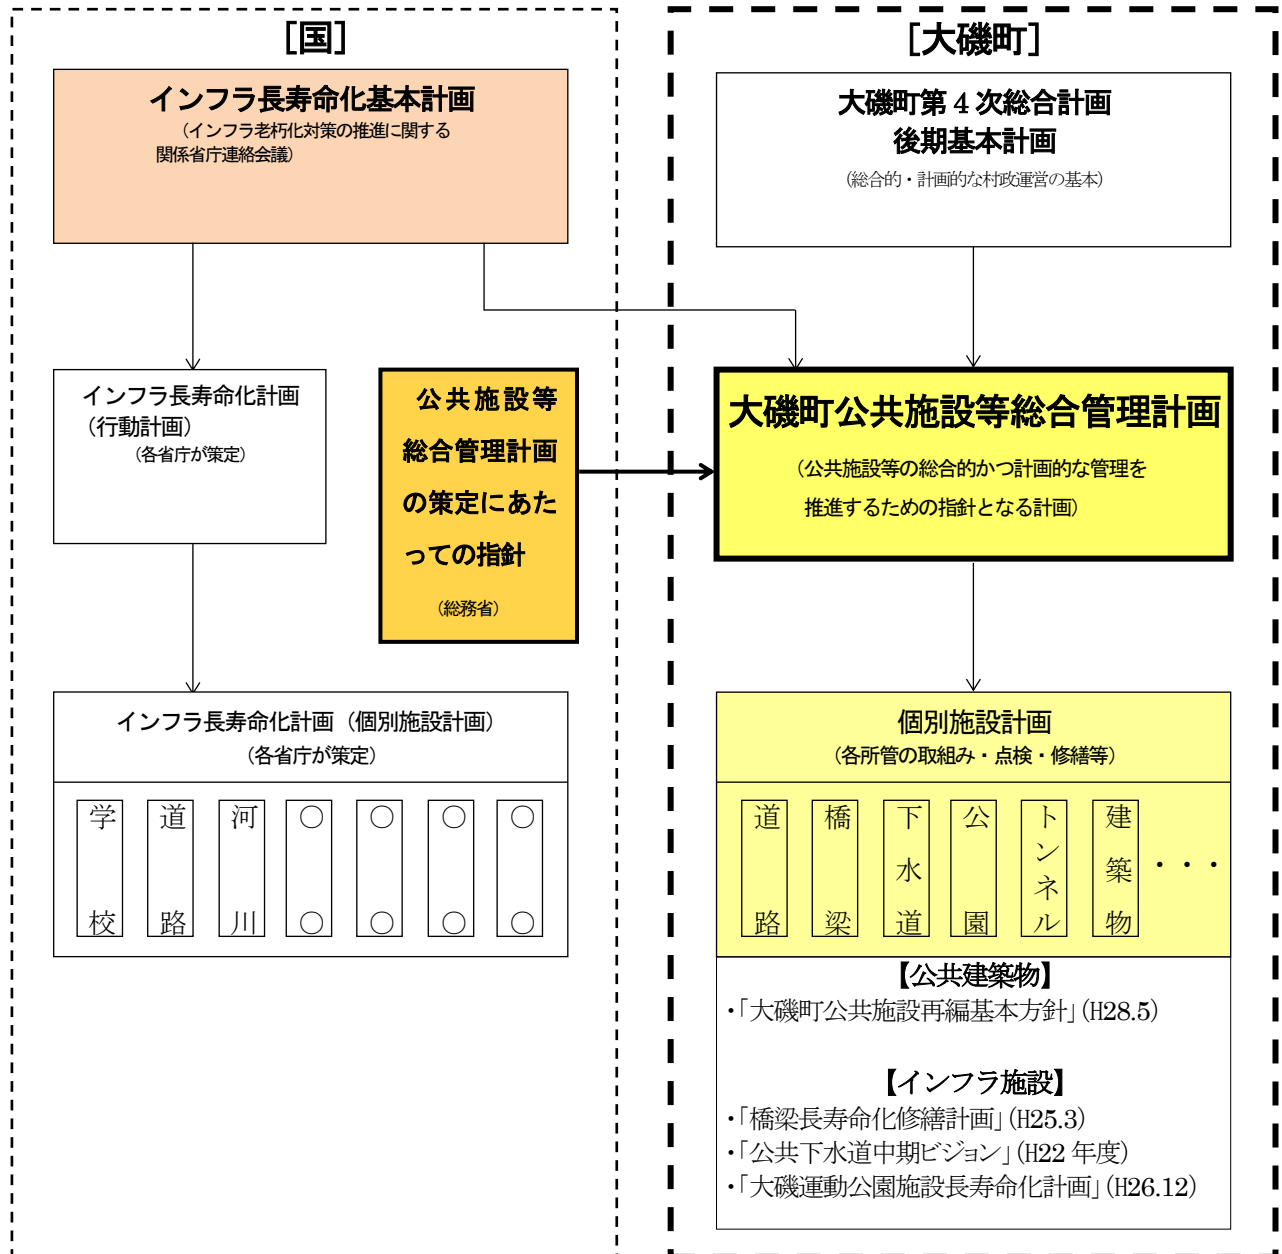 [国]
インフラ長寿命化基本計画
（インフラ老朽化対策の推進に関する
関係省庁連絡会議）
インフラ長寿命化計画
（行動計画）
（各省庁が策定）
公共施設等
総合管理計画
の策定にあた
っての指針
（総務省）
インフラ長寿命化計画（個別施設計画）
（各省庁が策定）
学校
道路
河川
○○
○○
○○
○○
[大磯町]
大磯町第 4 次総合計画
後期基本計画
（総合的・計画的な村政運営の基本）
大磯町公共施設等総合管理計画
（公共施設等の総合的かつ計画的な管理を
推進するための指針となる計画）
個別施設計画
（各所管の取組み・点検・修繕等）
道路
橋梁
下水道
公園
トンネル
建築物
・・・
【公共建築物】
・「大磯町公共施設再編基本方針」（H28.5）
【インフラ施設】
・「橋梁長寿命化修繕計画」（H25.3）
・「公共下水道中期ビジョン」（H22 年度）
・「大磯運動公園施設長寿命化計画」（H26.12）